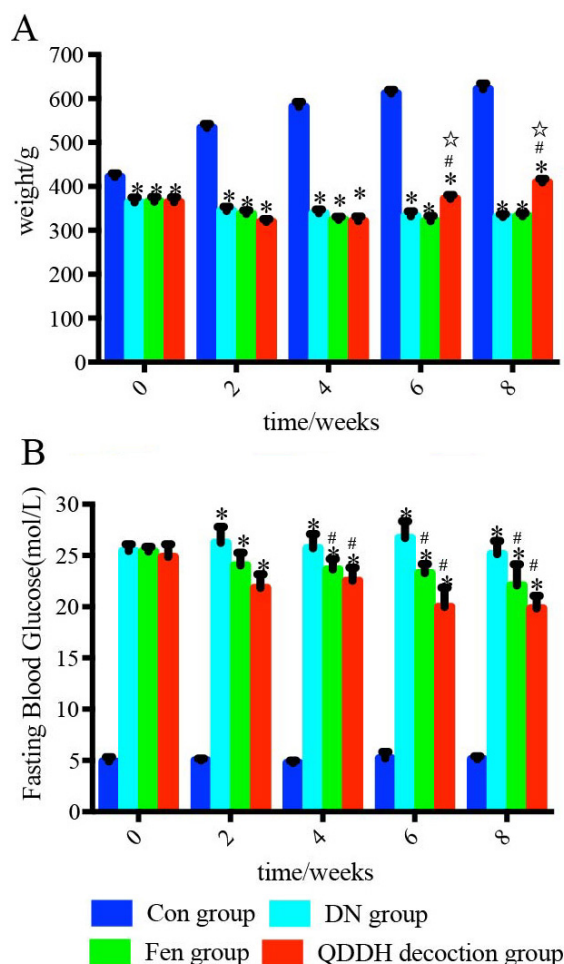 A
700
600
500
400
300
200
100
0
weight/g
* * *
* * *
* * *
* * ☆ # *
* * ☆ # *
0 2 4 6 8
time/weeks
B
30
25
20
15
10
5
0
Fasting Blood Glucose(mol/L)
* * *
* # * # *
* # * # *
* # * # *
0 2 4 6 8
time/weeks
Con group DN group
Fen group QDDH decoction group